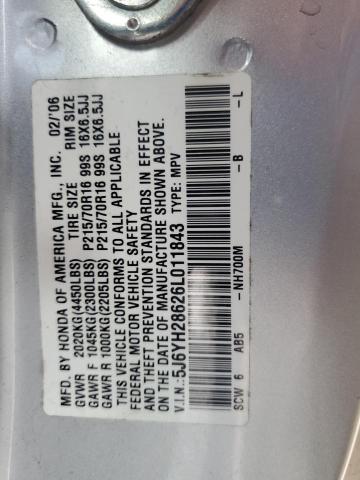 MFD. BY HONDA OF AMERICA MFG., INC. 02/'06
GVWR 2020KG(4450LBS) TIRE SIZE RIM SIZE
GAWR F 1045KG(2300LBS) P215/70R16 99S 16X6.5JJ
GAWR R 1000KG(2205LBS) P215/70R16 99S 16X6.5JJ
THIS VEHICLE CONFORMS TO ALL APPLICABLE
FEDERAL MOTOR VEHICLE SAFETY
AND THEFT PREVENTION STANDARDS IN EFFECT
ON THE DATE OF MANUFACTURE SHOWN ABOVE.
V.I.N.: 5J6YH28626L011843 TYPE: MPV
SCW 6 AB5 -NH700M -B -L